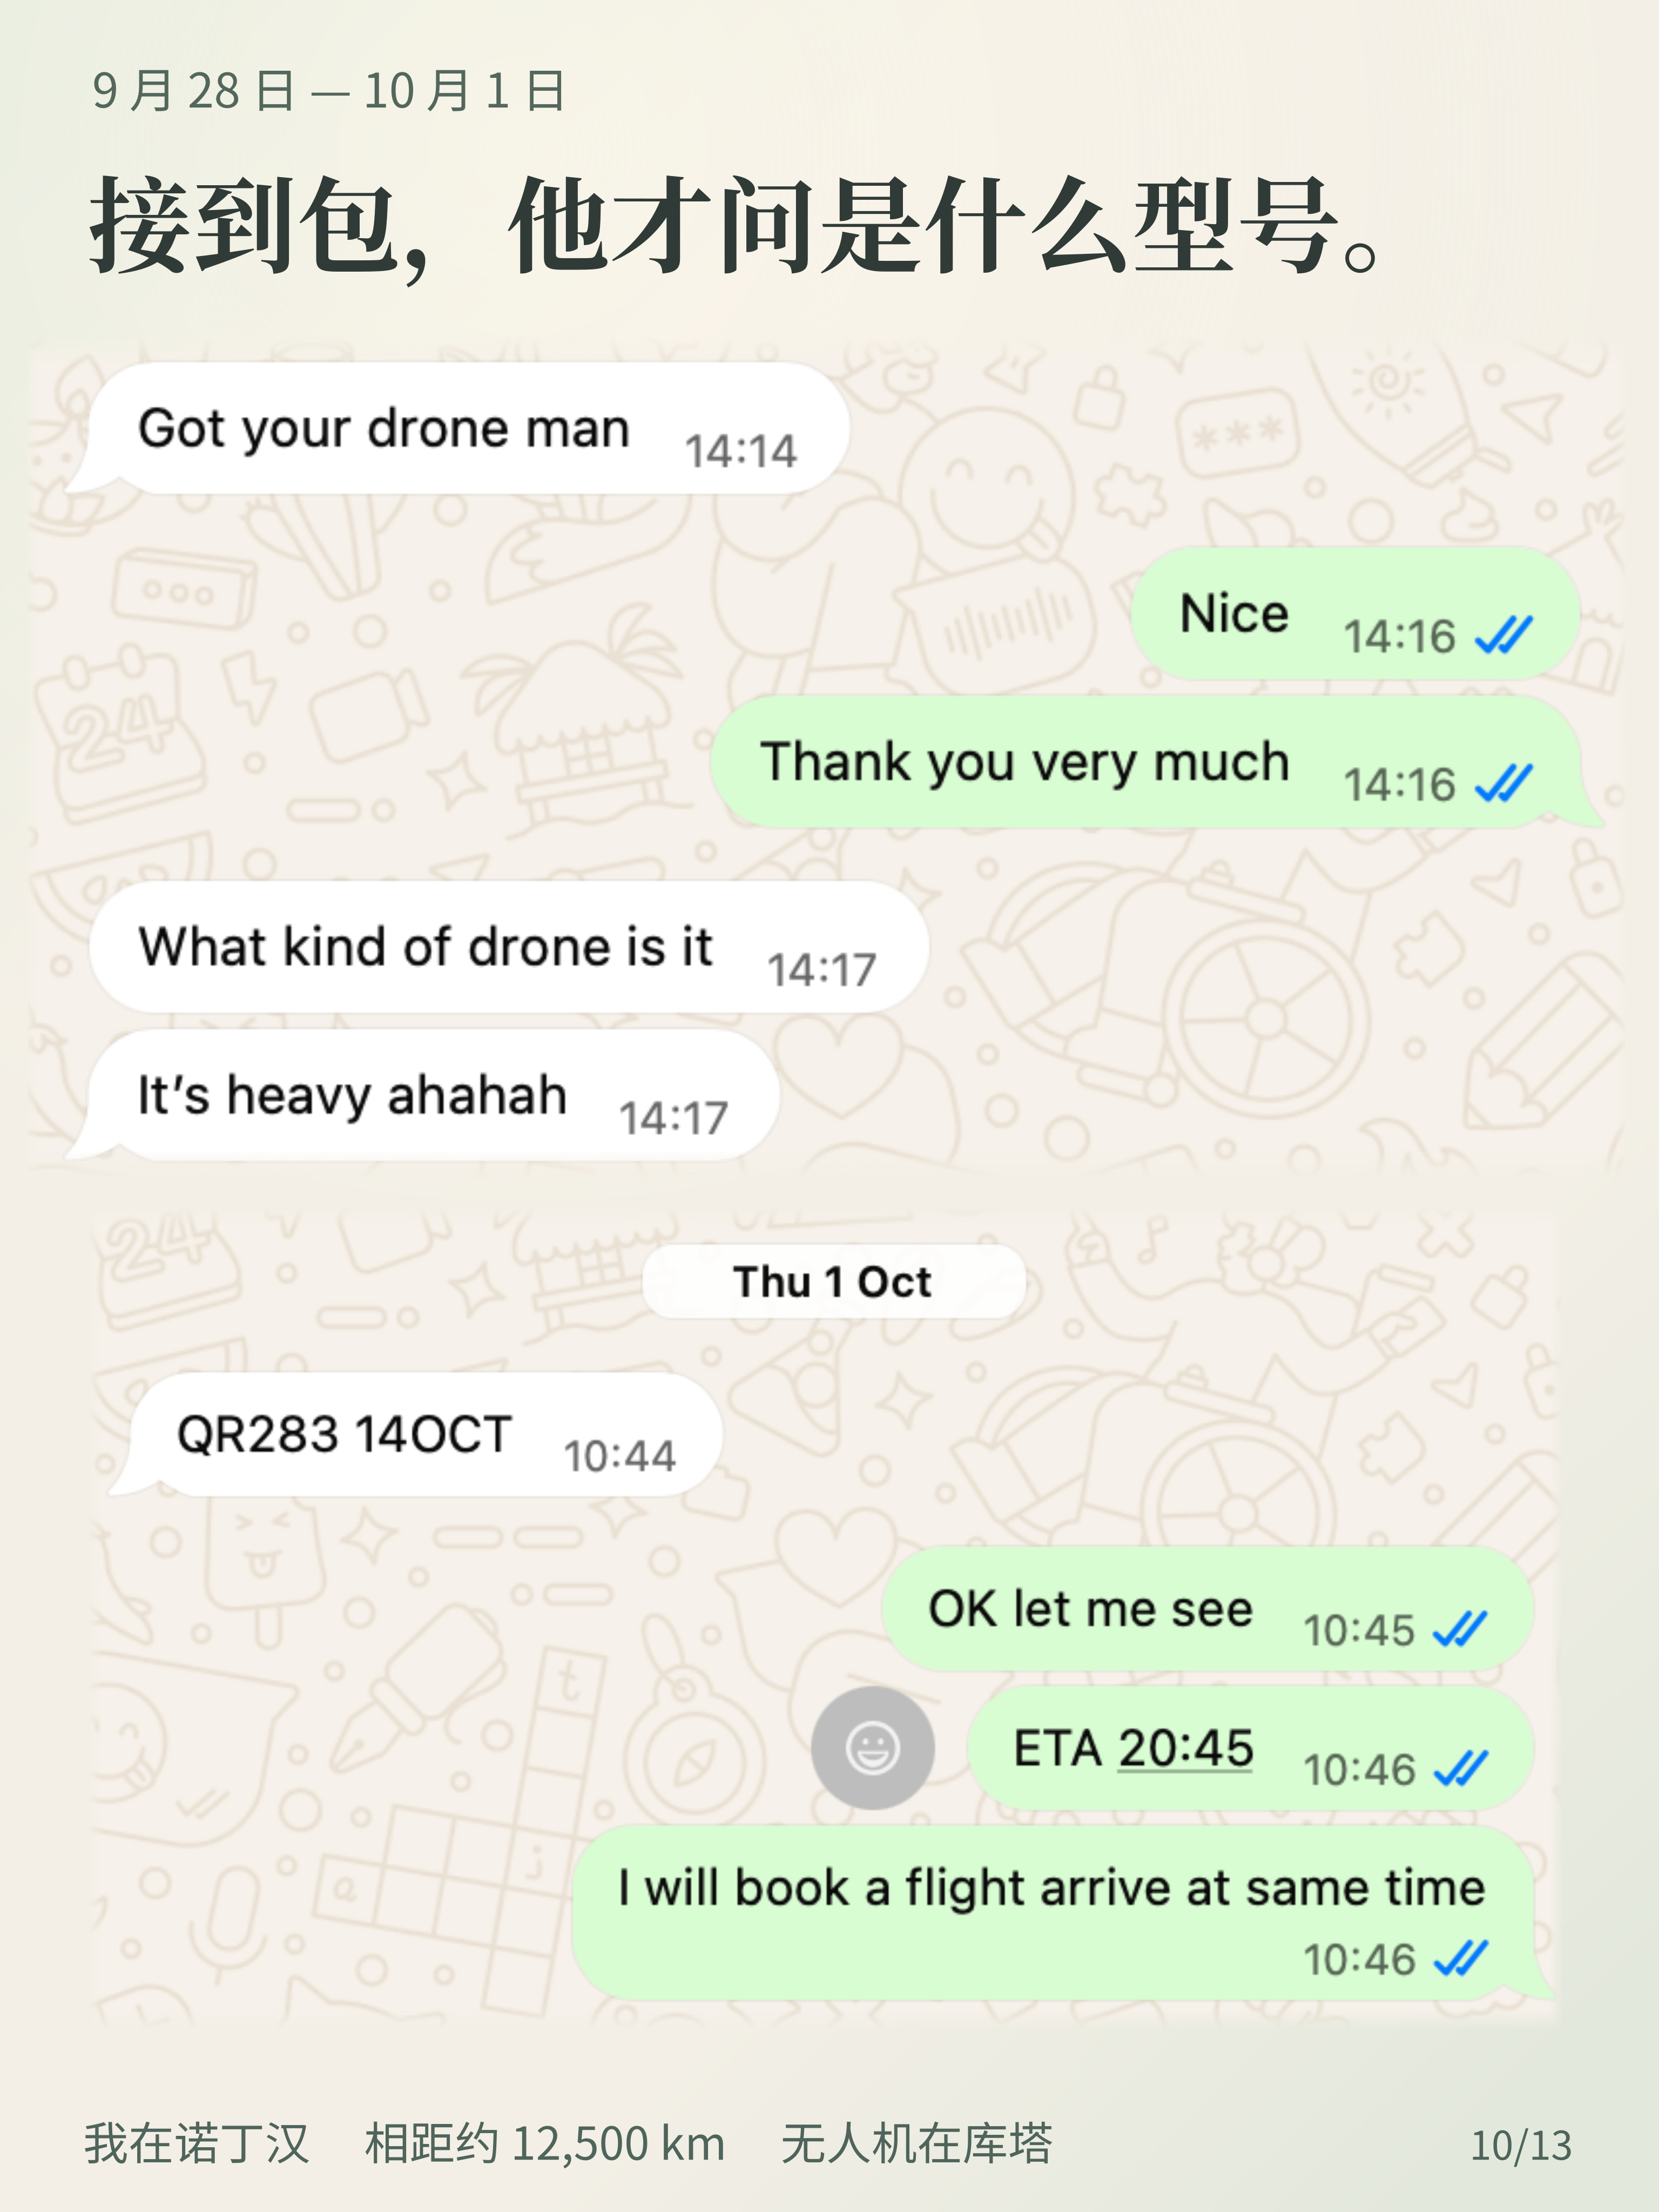 9 月 28 日 — 10 月 1 日
接到包，他才问是什么型号。
Got your drone man 14:14
Nice 14:16
Thank you very much 14:16
What kind of drone is it 14:17
It’s heavy ahahah 14:17
Thu 1 Oct
QR283 14OCT 10:44
OK let me see 10:45
ETA 20:45 10:46
I will book a flight arrive at same time
10:46
我在诺丁汉 相距约 12,500 km 无人机在库塔 10/13